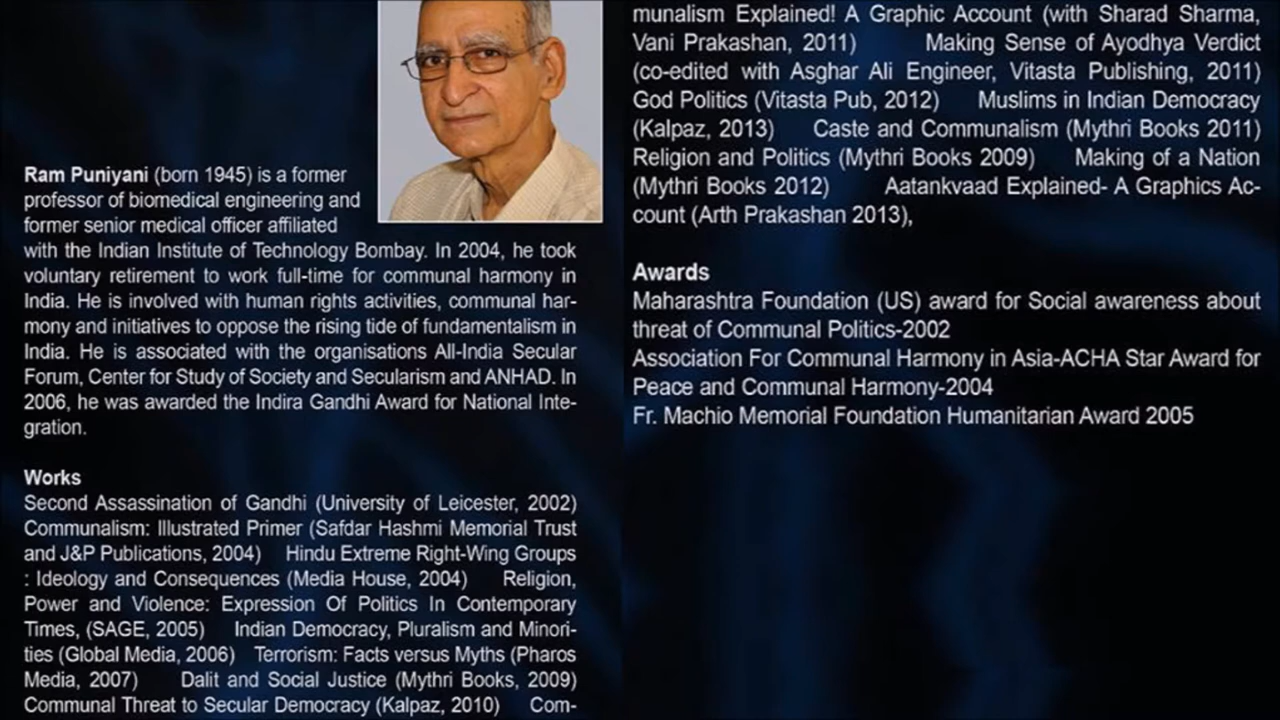 Ram Puniyani (born 1945) is a former
professor of biomedical engineering and
former senior medical officer affiliated
with the Indian Institute of Technology Bombay. In 2004, he took
voluntary retirement to work full-time for communal harmony in
India. He is involved with human rights activities, communal har-
mony and initiatives to oppose the rising tide of fundamentalism in
India. He is associated with the organisations All-India Secular
Forum, Center for Study of Society and Secularism and ANHAD. In
2006, he was awarded the Indira Gandhi Award for National Inte-
gration.
Works
Second Assassination of Gandhi (University of Leicester, 2002)
Communalism: Illustrated Primer (Safdar Hashmi Memorial Trust
and J&P Publications, 2004) Hindu Extreme Right-Wing Groups
: Ideology and Consequences (Media House, 2004) Religion,
Power and Violence: Expression Of Politics In Contemporary
Times, (SAGE, 2005) Indian Democracy, Pluralism and Minori-
ties (Global Media, 2006) Terrorism: Facts versus Myths (Pharos
Media, 2007) Dalit and Social Justice (Mythri Books, 2009)
Communal Threat to Secular Democracy (Kalpaz, 2010) Com-
munalism Explained! A Graphic Account (with Sharad Sharma,
Vani Prakashan, 2011) Making Sense of Ayodhya Verdict
(co-edited with Asghar Ali Engineer, Vitasta Publishing, 2011)
God Politics (Vitasta Pub, 2012) Muslims in Indian Democracy
(Kalpaz, 2013) Caste and Communalism (Mythri Books 2011)
Religion and Politics (Mythri Books 2009) Making of a Nation
(Mythri Books 2012) Aatankvaad Explained- A Graphics Ac-
count (Arth Prakashan 2013),
Awards
Maharashtra Foundation (US) award for Social awareness about
threat of Communal Politics-2002
Association For Communal Harmony in Asia-ACHA Star Award for
Peace and Communal Harmony-2004
Fr. Machio Memorial Foundation Humanitarian Award 2005